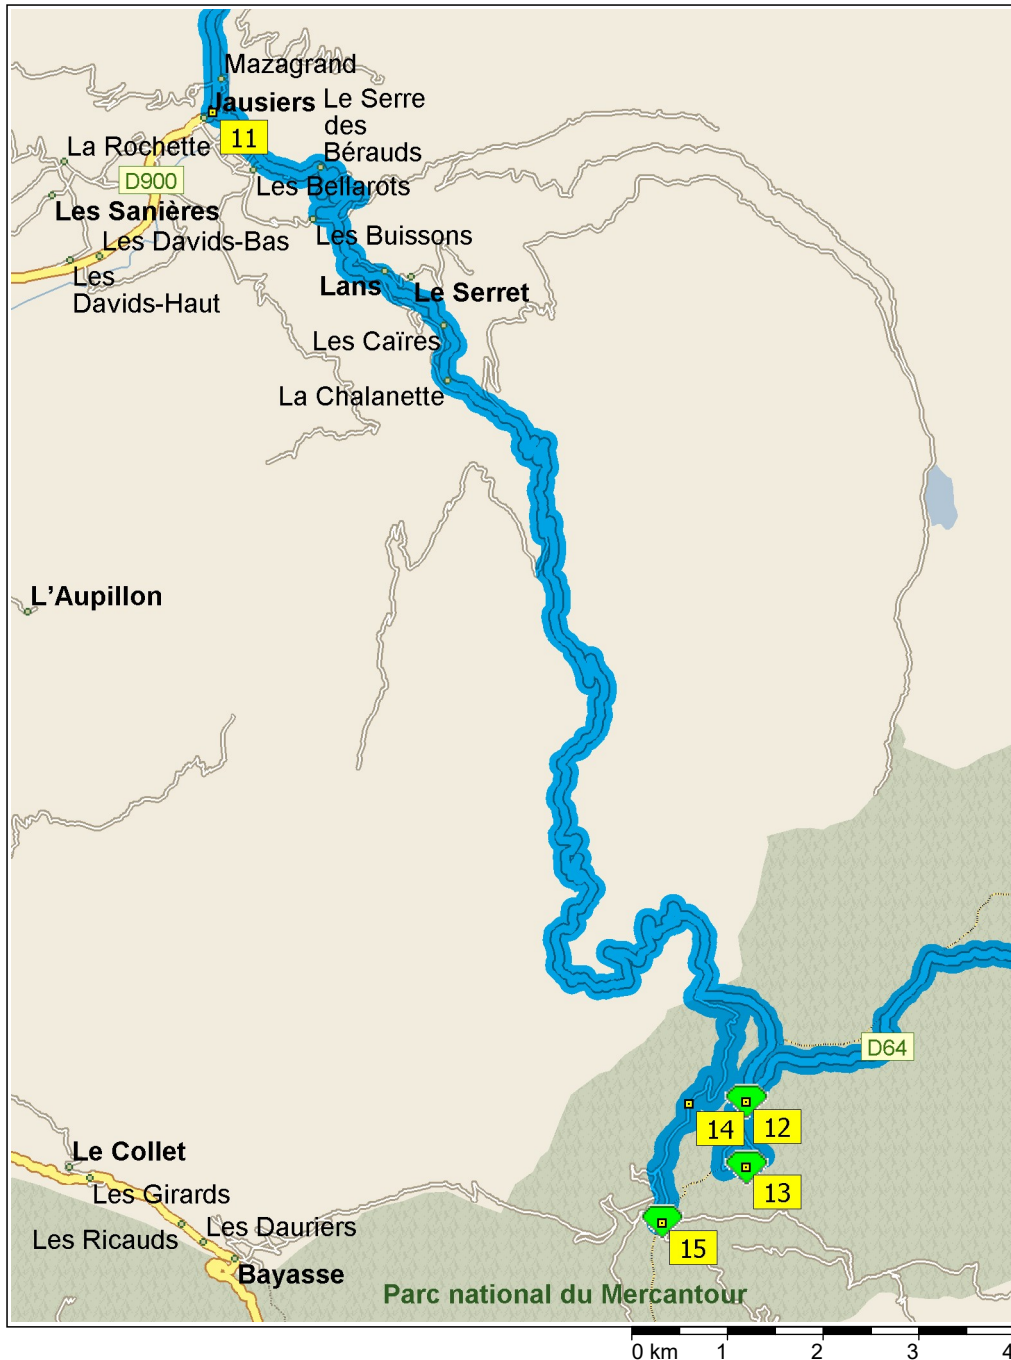 Mazagrand
Jausiers
Le Serre
des
Bérauds
11
La Rochette
D900
Les Bellarots
Les Sanières
Les Davids-Bas
Les Buissons
Les
Davids-Haut
Lans
Le Serret
Les Caïres
La Chalanette
L'Aupillon
D64
14
12
Le Collet
13
Les Girards
Les Dauriers
Les Ricauds
15
Bayasse
Parc national du Mercantour
0 km 1 2 3 4